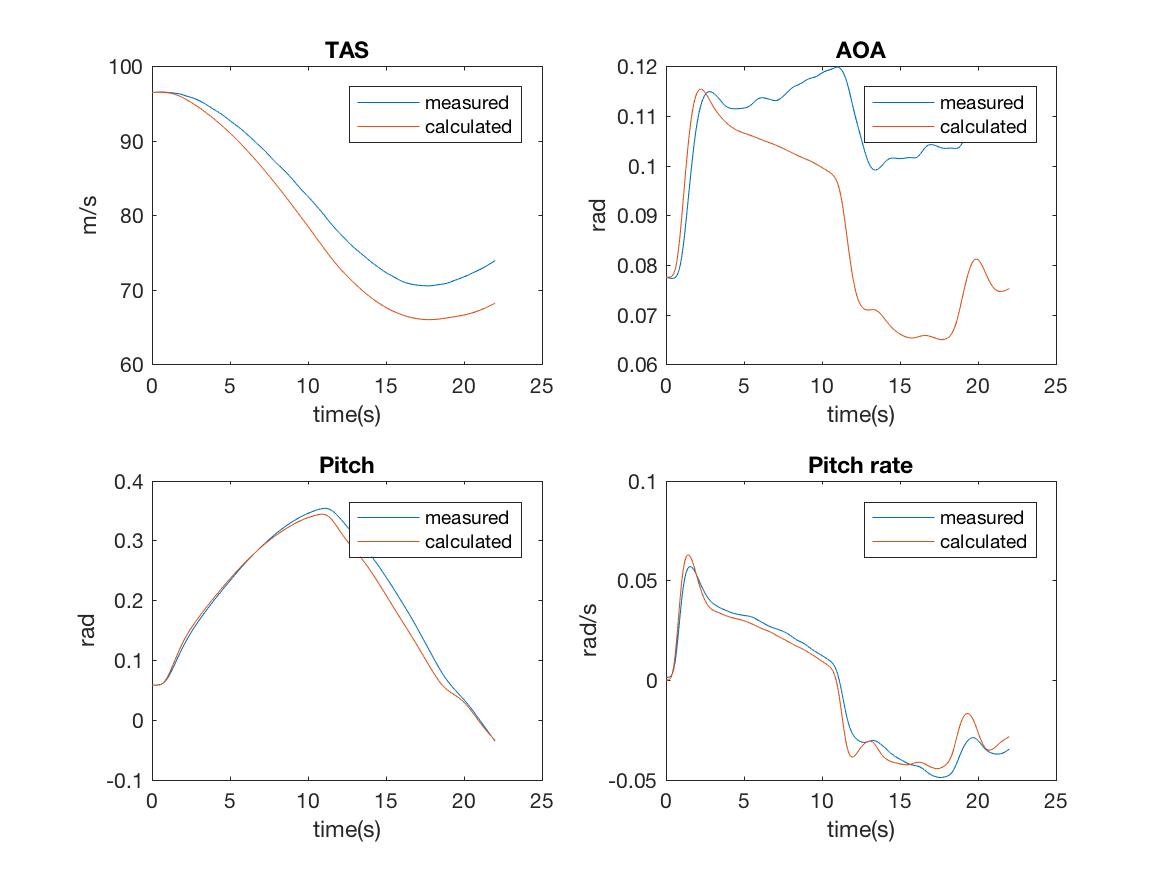 TAS
100
90
80
70
60
m/s
measured
calculated
0 5 10 15 20 25
time(s)
AOA
0.12
0.11
0.1
0.09
0.08
0.07
0.06
rad
measured
calculated
0 5 10 15 20 25
time(s)
Pitch
0.4
0.3
0.2
0.1
0
-0.1
rad
measured
calculated
0 5 10 15 20 25
time(s)
Pitch rate
0.1
0.05
0
-0.05
rad/s
measured
calculated
0 5 10 15 20 25
time(s)